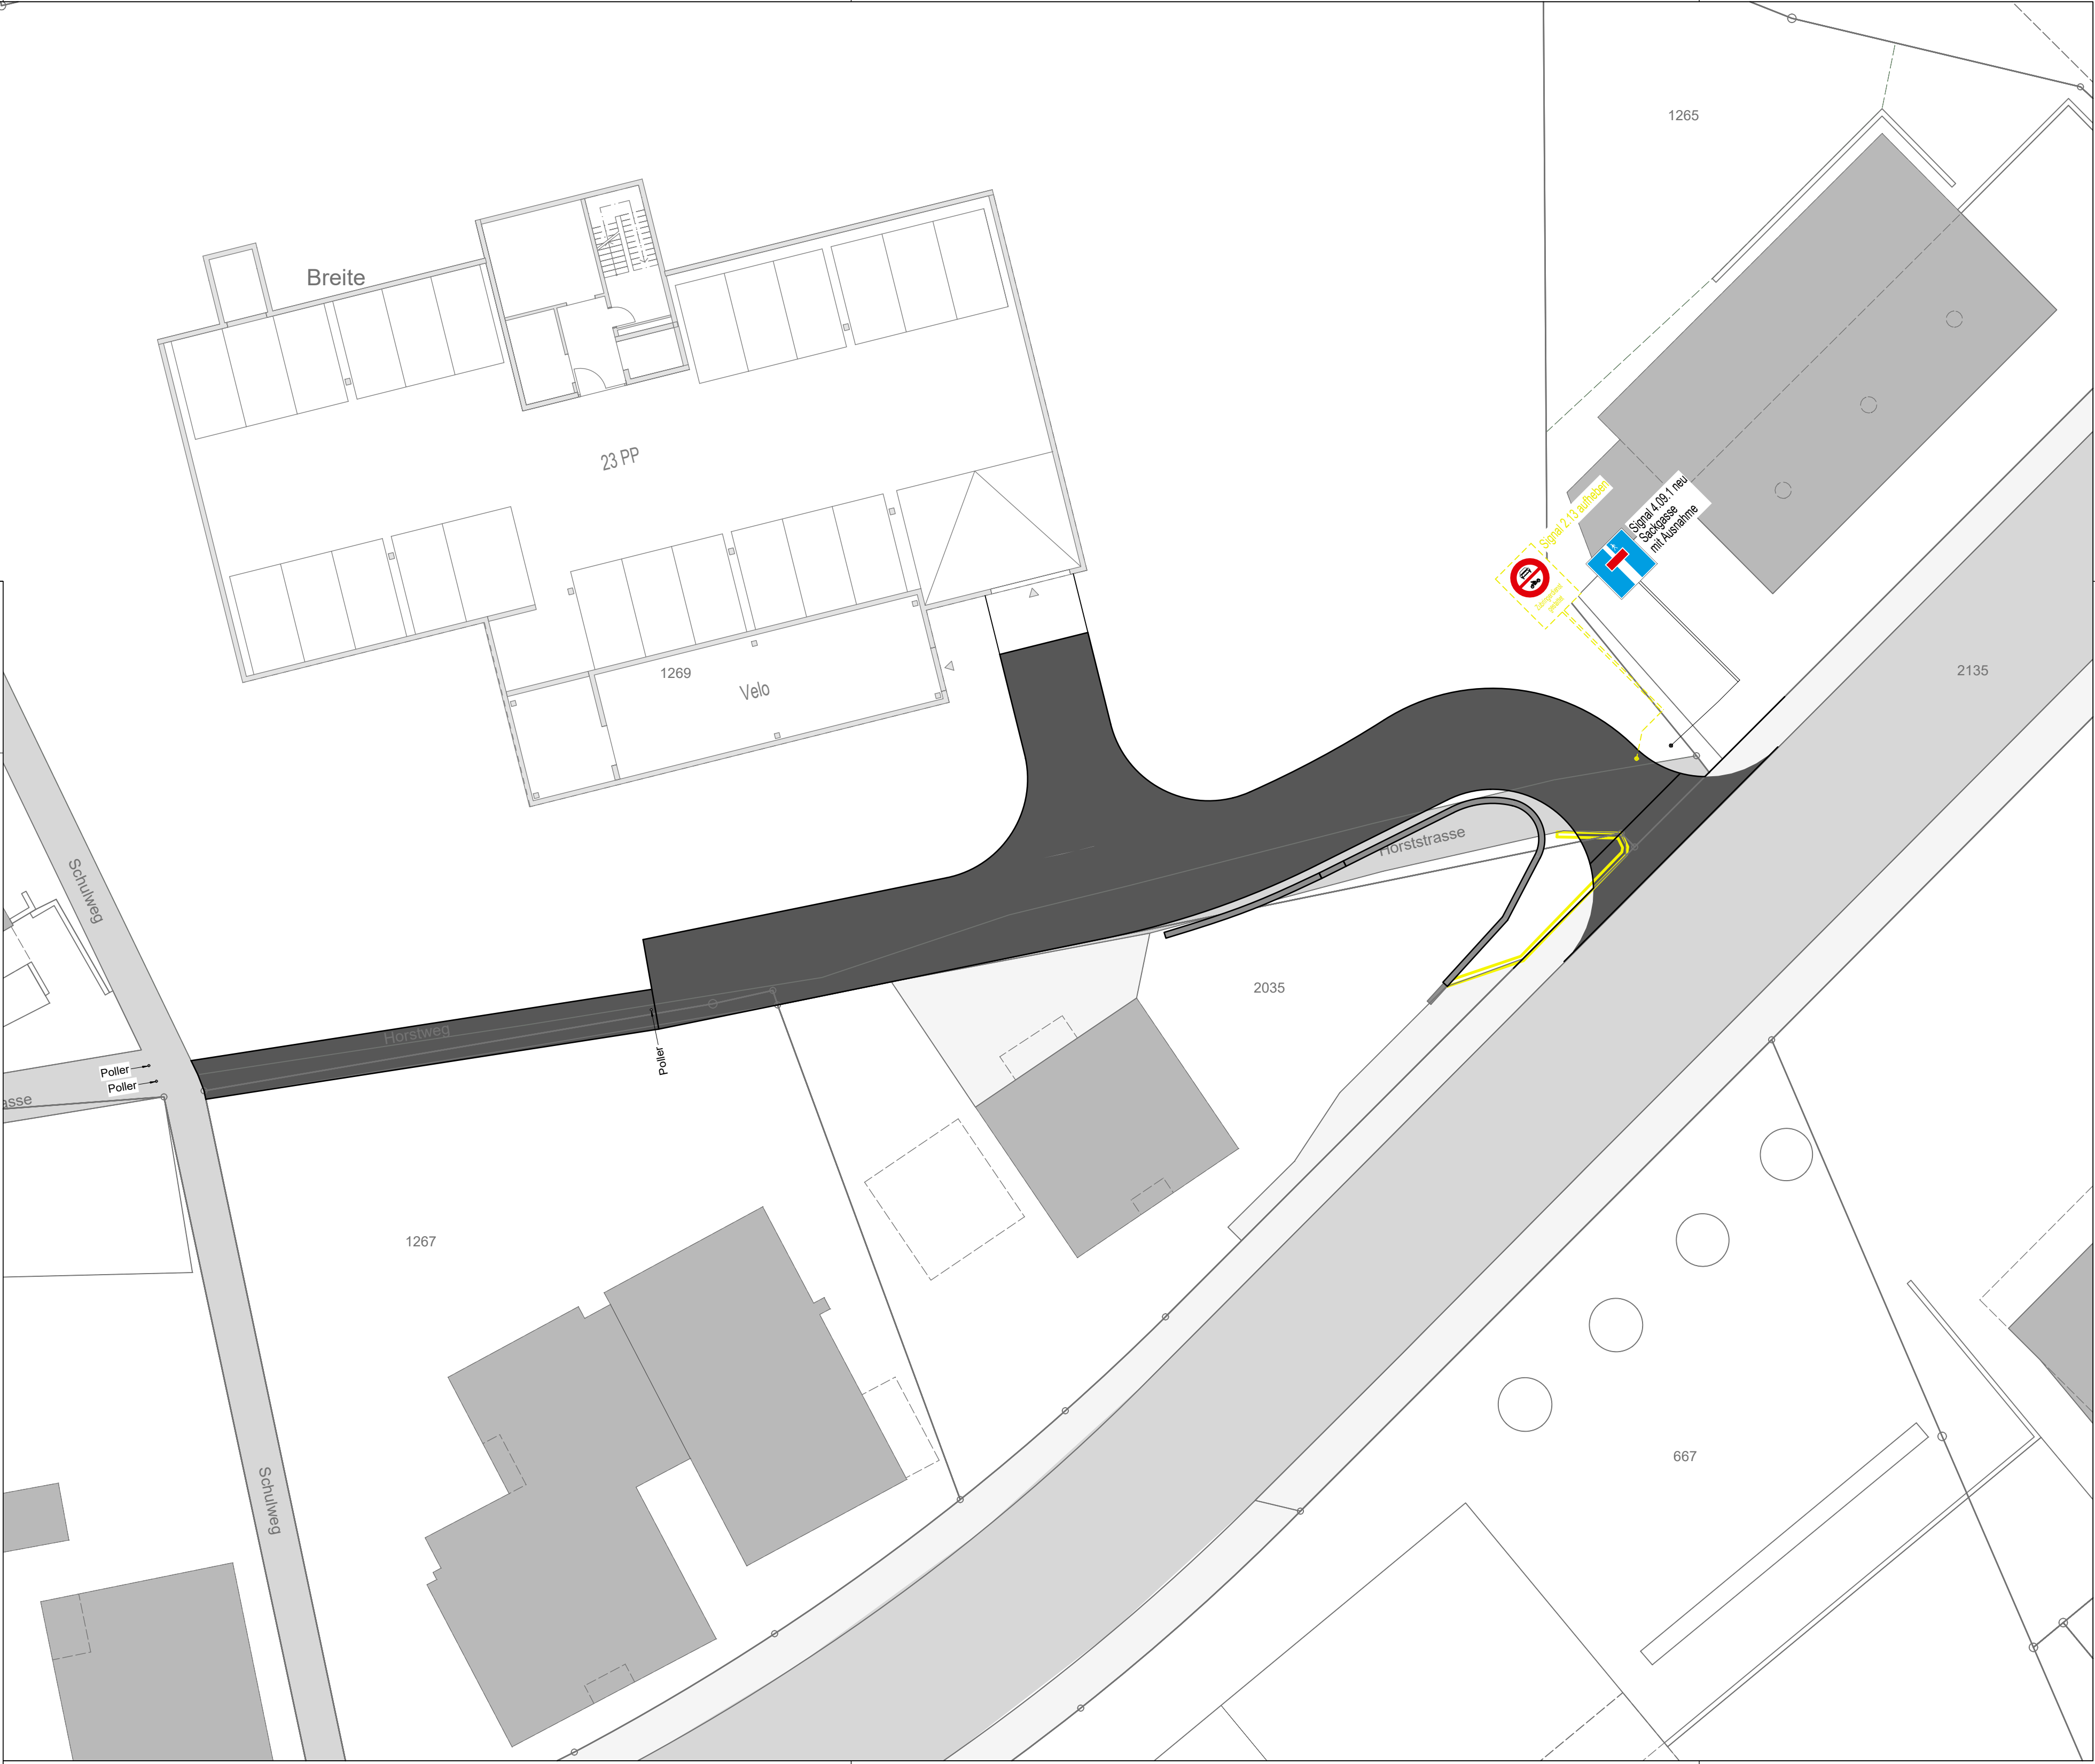 1265
Breite
Signal 2.13 aufheben
Signal 4.09.1 neu
Sackgasse
mit Ausnahme
23 PP
1269
Velo
2135
Schulweg
Horststrasse
2035
Horstweg
Poller
Poller
Poller
asse
1267
667
Schulweg